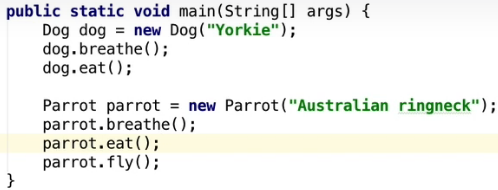 public static void main(String[] args) {
    Dog dog = new Dog("Yorkie");
    dog.breathe();
    dog.eat();

    Parrot parrot = new Parrot("Australian ringneck");
    parrot.breathe();
    parrot.eat();
    parrot.fly();
}